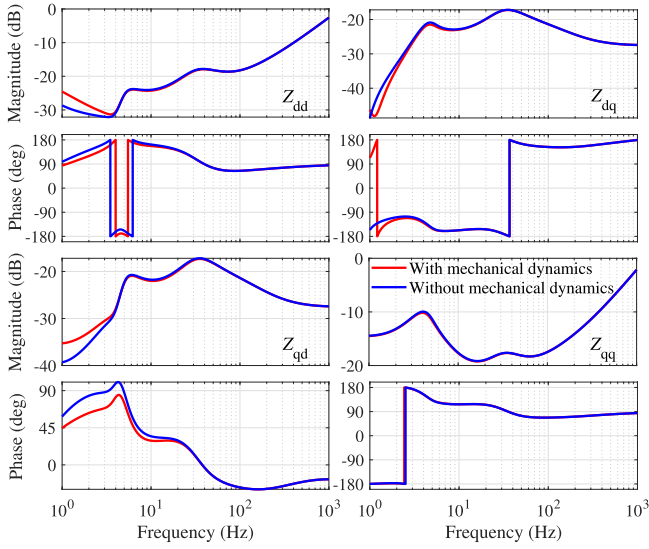 Magnitude (dB)
0
-10
-20
-30
Z_dd
-20
-30
-40
Z_dq
Phase (deg)
180
90
0
-90
-180
180
90
0
-90
-180
Magnitude (dB)
-20
-30
-40
Z_qd
0
-10
-20
With mechanical dynamics
Without mechanical dynamics
Z_qq
Phase (deg)
90
45
0
10^0 10^1 10^2 10^3
Frequency (Hz)
180
90
0
-90
-180
10^0 10^1 10^2 10^3
Frequency (Hz)